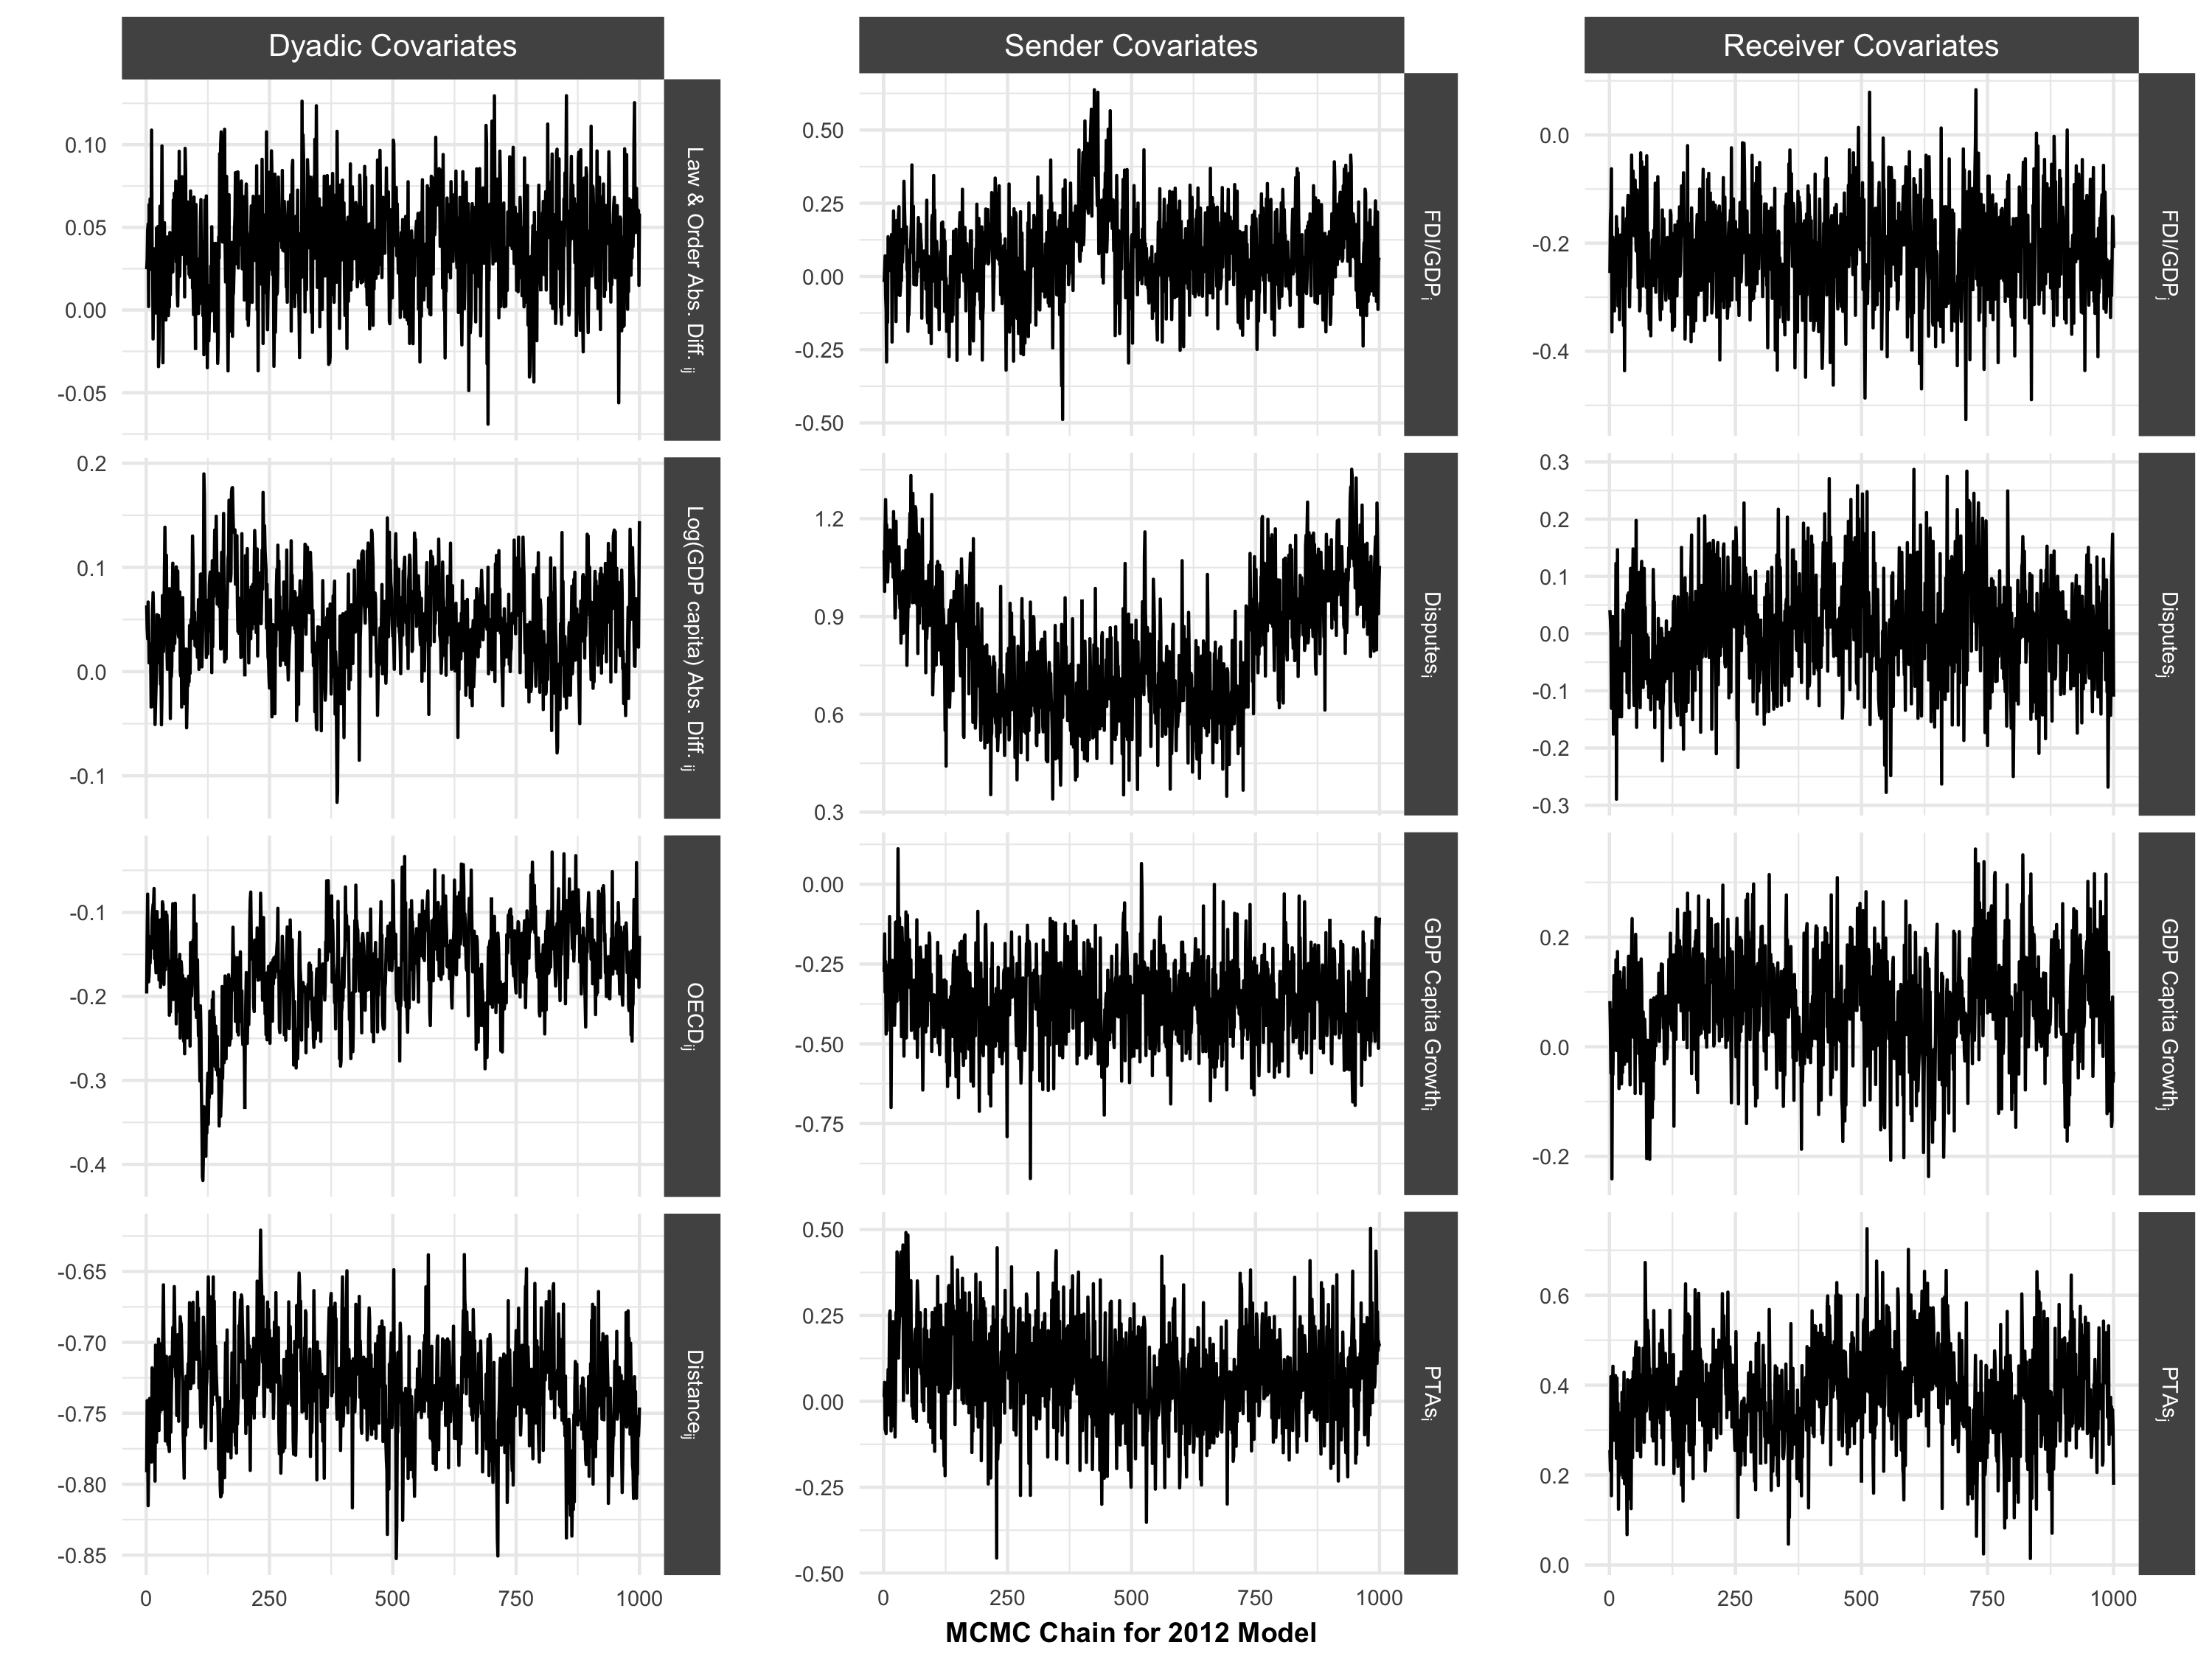 Dyadic Covariates
0.10
0.05
0.00
-0.05
Law & Order Abs. Diff. ij
0.2
0.1
0.0
-0.1
Log(GDP capita) Abs. Diff. ij
-0.1
-0.2
-0.3
-0.4
OECDij
-0.65
-0.70
-0.75
-0.80
-0.85
Distanceij
0 250 500 750 1000
Sender Covariates
0.50
0.25
0.00
-0.25
-0.50
FDI/GDPi
1.2
0.9
0.6
0.3
Disputesi
0.00
-0.25
-0.50
-0.75
GDP Capita Growthi
0.50
0.25
0.00
-0.25
-0.50
PTAsi
0 250 500 750 1000
Receiver Covariates
0.0
-0.2
-0.4
FDI/GDPj
0.3
0.2
0.1
0.0
-0.1
-0.2
-0.3
Disputesj
0.2
0.0
-0.2
GDP Capita Growthj
0.6
0.4
0.2
0.0
PTAsj
0 250 500 750 1000
MCMC Chain for 2012 Model